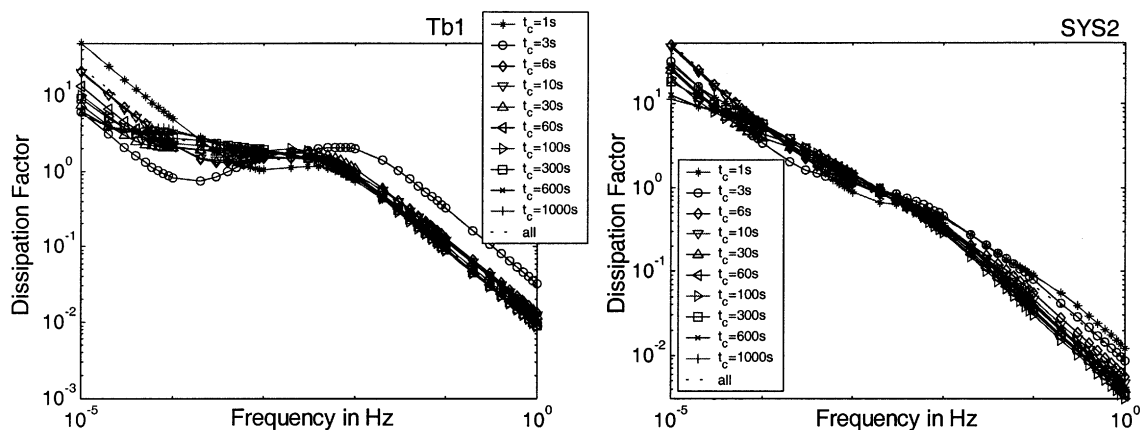 Tb1
Dissipation Factor
10^1
10^0
10^-1
10^-2
10^-3
10^-5
Frequency in Hz
10^0
t_c=1s
t_c=3s
t_c=6s
t_c=10s
t_c=30s
t_c=60s
t_c=100s
t_c=300s
t_c=600s
t_c=1000s
all
SYS2
Dissipation Factor
10^1
10^0
10^-1
10^-2
10^-5
Frequency in Hz
10^0
t_c=1s
t_c=3s
t_c=6s
t_c=10s
t_c=30s
t_c=60s
t_c=100s
t_c=300s
t_c=600s
t_c=1000s
all